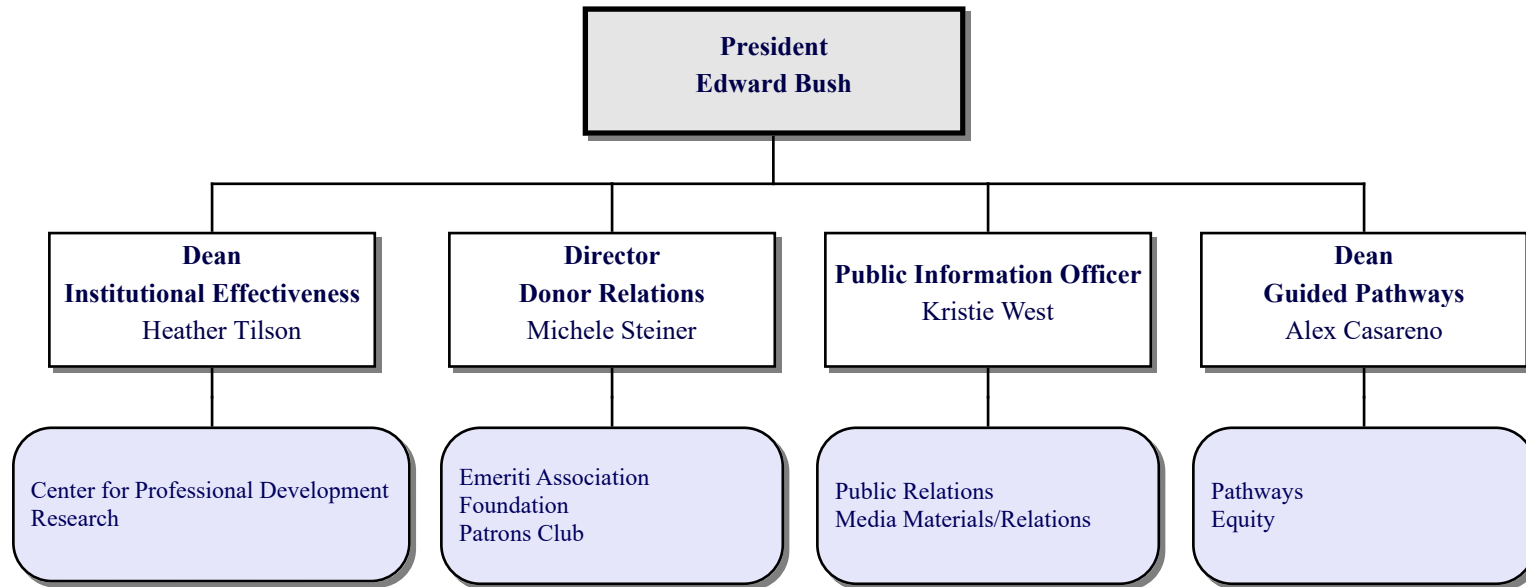 President
Edward Bush
Dean
Institutional Effectiveness
Heather Tilson
Director
Donor Relations
Michele Steiner
Public Information Officer
Kristie West
Dean
Guided Pathways
Alex Casareno
Center for Professional Development
Research
Emeriti Association
Foundation
Patrons Club
Public Relations
Media Materials/Relations
Pathways
Equity